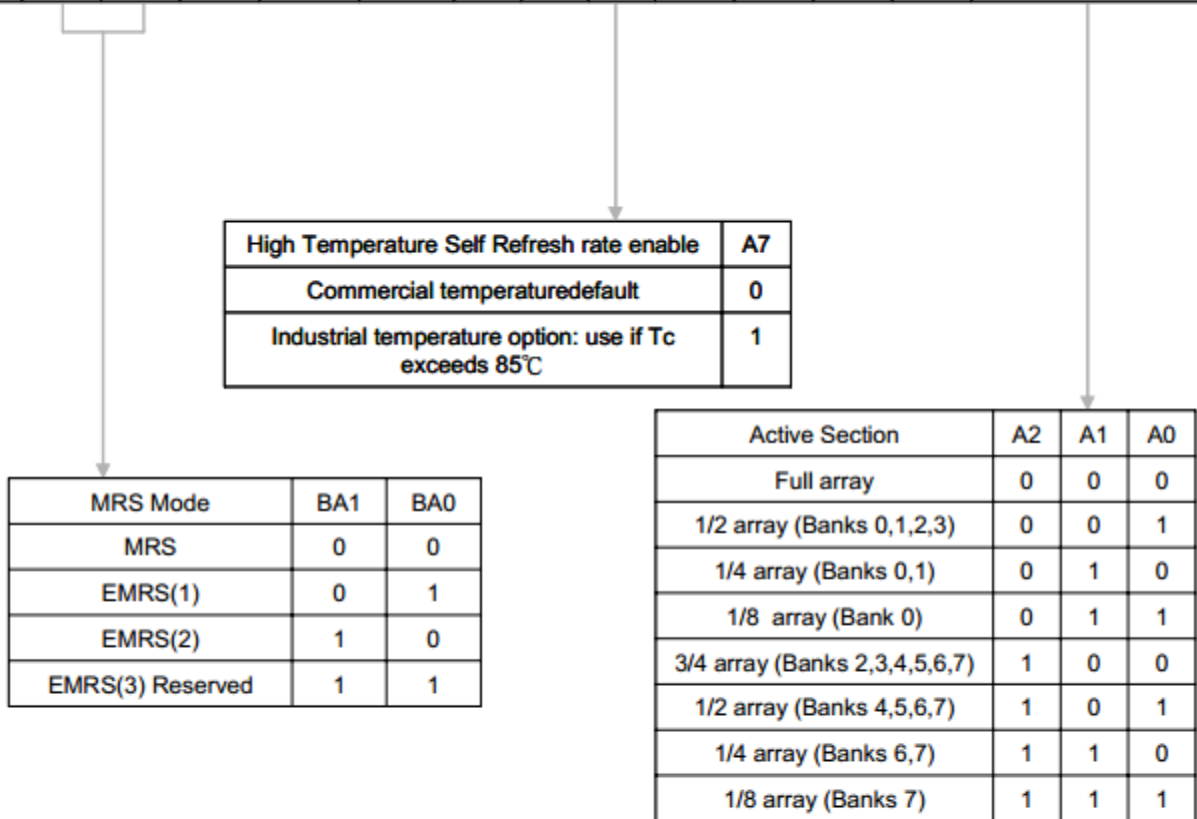 High Temperature Self Refresh rate enable A7
Commercial temperaturedefault 0
Industrial temperature option: use if Tc 1
exceeds 85℃
MRS Mode BA1 BA0
MRS 0 0
EMRS(1) 0 1
EMRS(2) 1 0
EMRS(3) Reserved 1 1
Active Section A2 A1 A0
Full array 0 0 0
1/2 array (Banks 0,1,2,3) 0 0 1
1/4 array (Banks 0,1) 0 1 0
1/8 array (Bank 0) 0 1 1
3/4 array (Banks 2,3,4,5,6,7) 1 0 0
1/2 array (Banks 4,5,6,7) 1 0 1
1/4 array (Banks 6,7) 1 1 0
1/8 array (Banks 7) 1 1 1